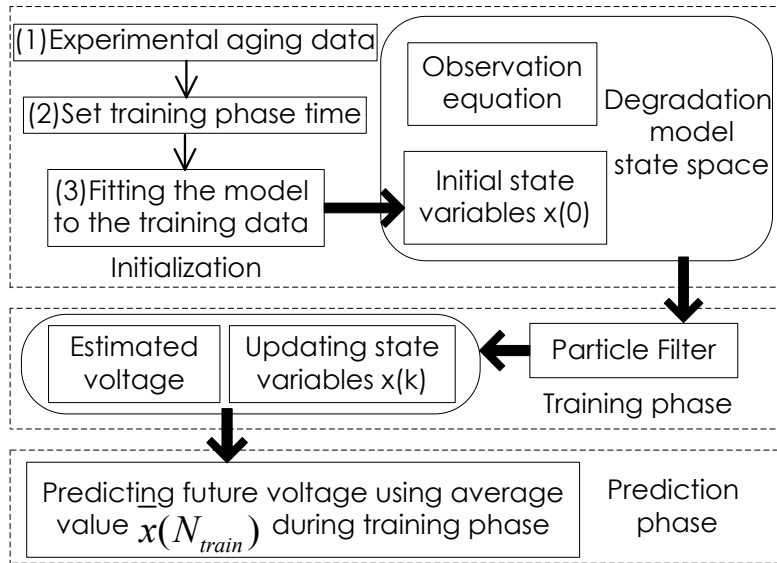 (1)Experimental aging data
(2)Set training phase time
(3)Fitting the model
to the training data
Initialization
Observation
equation
Initial state
variables x(0)
Degradation
model
state space
Estimated
voltage
Updating state
variables x(k)
Particle Filter
Training phase
Predicting future voltage using average
value x̄(N_train) during training phase
Prediction
phase